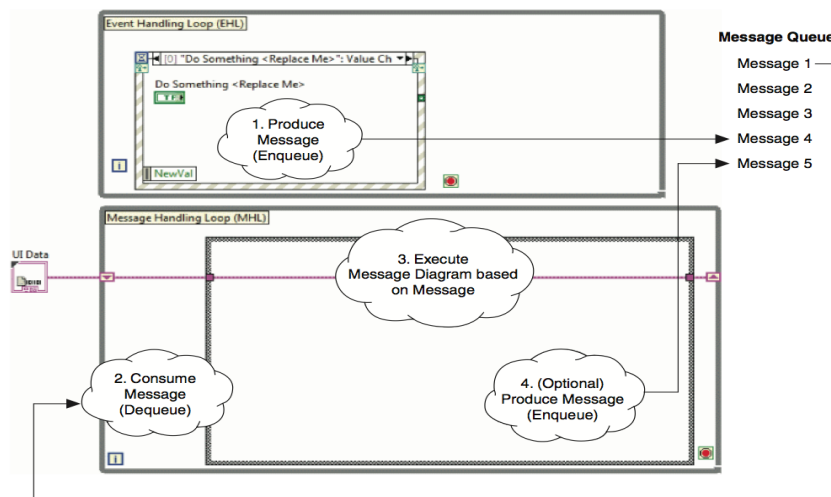 Event Handling Loop (EHL)
[0] "Do Something <Replace Me>": Value Ch
Do Something <Replace Me>
TF
1. Produce
Message
(Enqueue)
i
NewVal
Message Queue
Message 1
Message 2
Message 3
Message 4
Message 5
Message Handling Loop (MHL)
UI Data
3. Execute
Message Diagram based
on Message
2. Consume
Message
(Dequeue)
4. (Optional)
Produce Message
(Enqueue)
i